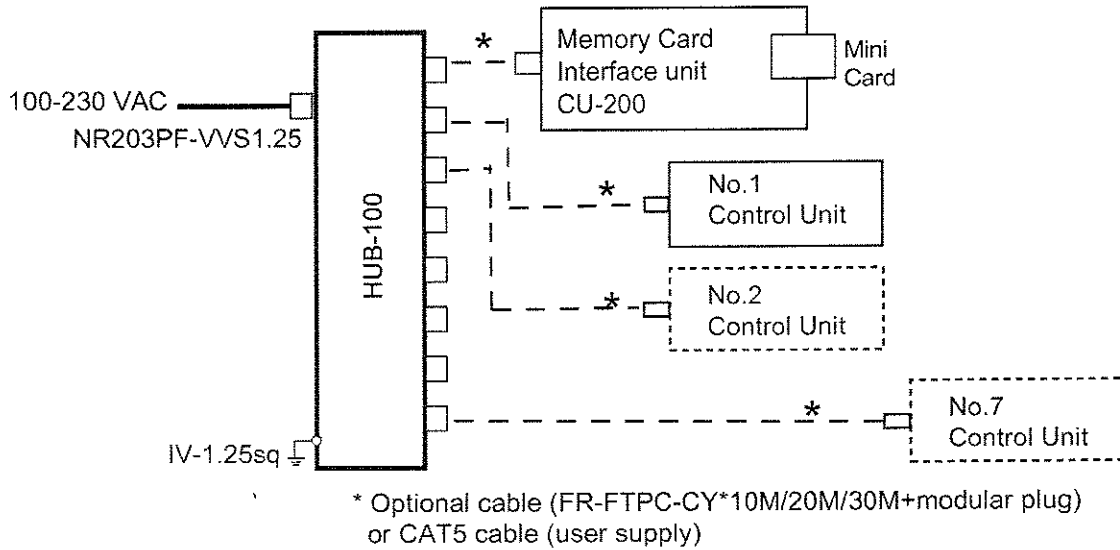 Memory Card
Interface unit
CU-200
Mini
Card
100-230 VAC
NR203PF-VVS1.25
HUB-100
No.1
Control Unit
No.2
Control Unit
No.7
Control Unit
IV-1.25sq
* Optional cable (FR-FTPC-CY*10M/20M/30M+modular plug)
or CAT5 cable (user supply)